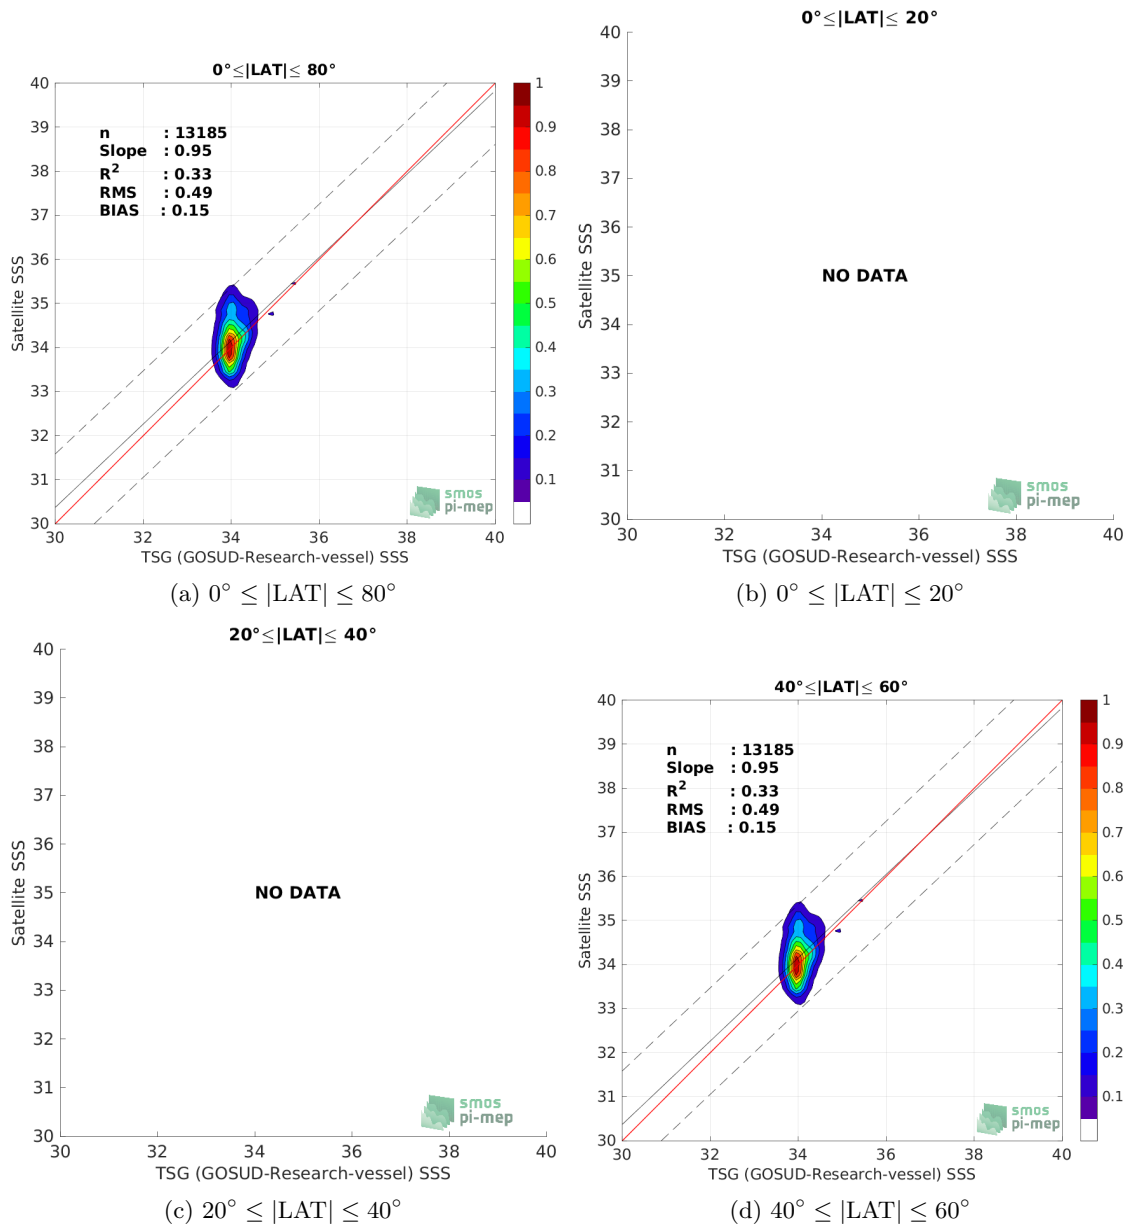 0°≤|LAT|≤ 80°
40
39
38
37
36
35
34
33
32
31
30
Satellite SSS
n : 13185
Slope : 0.95
R² : 0.33
RMS : 0.49
BIAS : 0.15
1
0.9
0.8
0.7
0.6
0.5
0.4
0.3
0.2
0.1
smos
pi-mep
30 32 34 36 38 40
TSG (GOSUD-Research-vessel) SSS
(a) 0° ≤ |LAT| ≤ 80°
0°≤|LAT|≤ 20°
40
39
38
37
36
35
34
33
32
31
30
Satellite SSS
NO DATA
smos
pi-mep
30 32 34 36 38 40
TSG (GOSUD-Research-vessel) SSS
(b) 0° ≤ |LAT| ≤ 20°
20°≤|LAT|≤ 40°
40
39
38
37
36
35
34
33
32
31
30
Satellite SSS
NO DATA
smos
pi-mep
30 32 34 36 38 40
TSG (GOSUD-Research-vessel) SSS
(c) 20° ≤ |LAT| ≤ 40°
40°≤|LAT|≤ 60°
40
39
38
37
36
35
34
33
32
31
30
Satellite SSS
n : 13185
Slope : 0.95
R² : 0.33
RMS : 0.49
BIAS : 0.15
1
0.9
0.8
0.7
0.6
0.5
0.4
0.3
0.2
0.1
smos
pi-mep
30 32 34 36 38 40
TSG (GOSUD-Research-vessel) SSS
(d) 40° ≤ |LAT| ≤ 60°